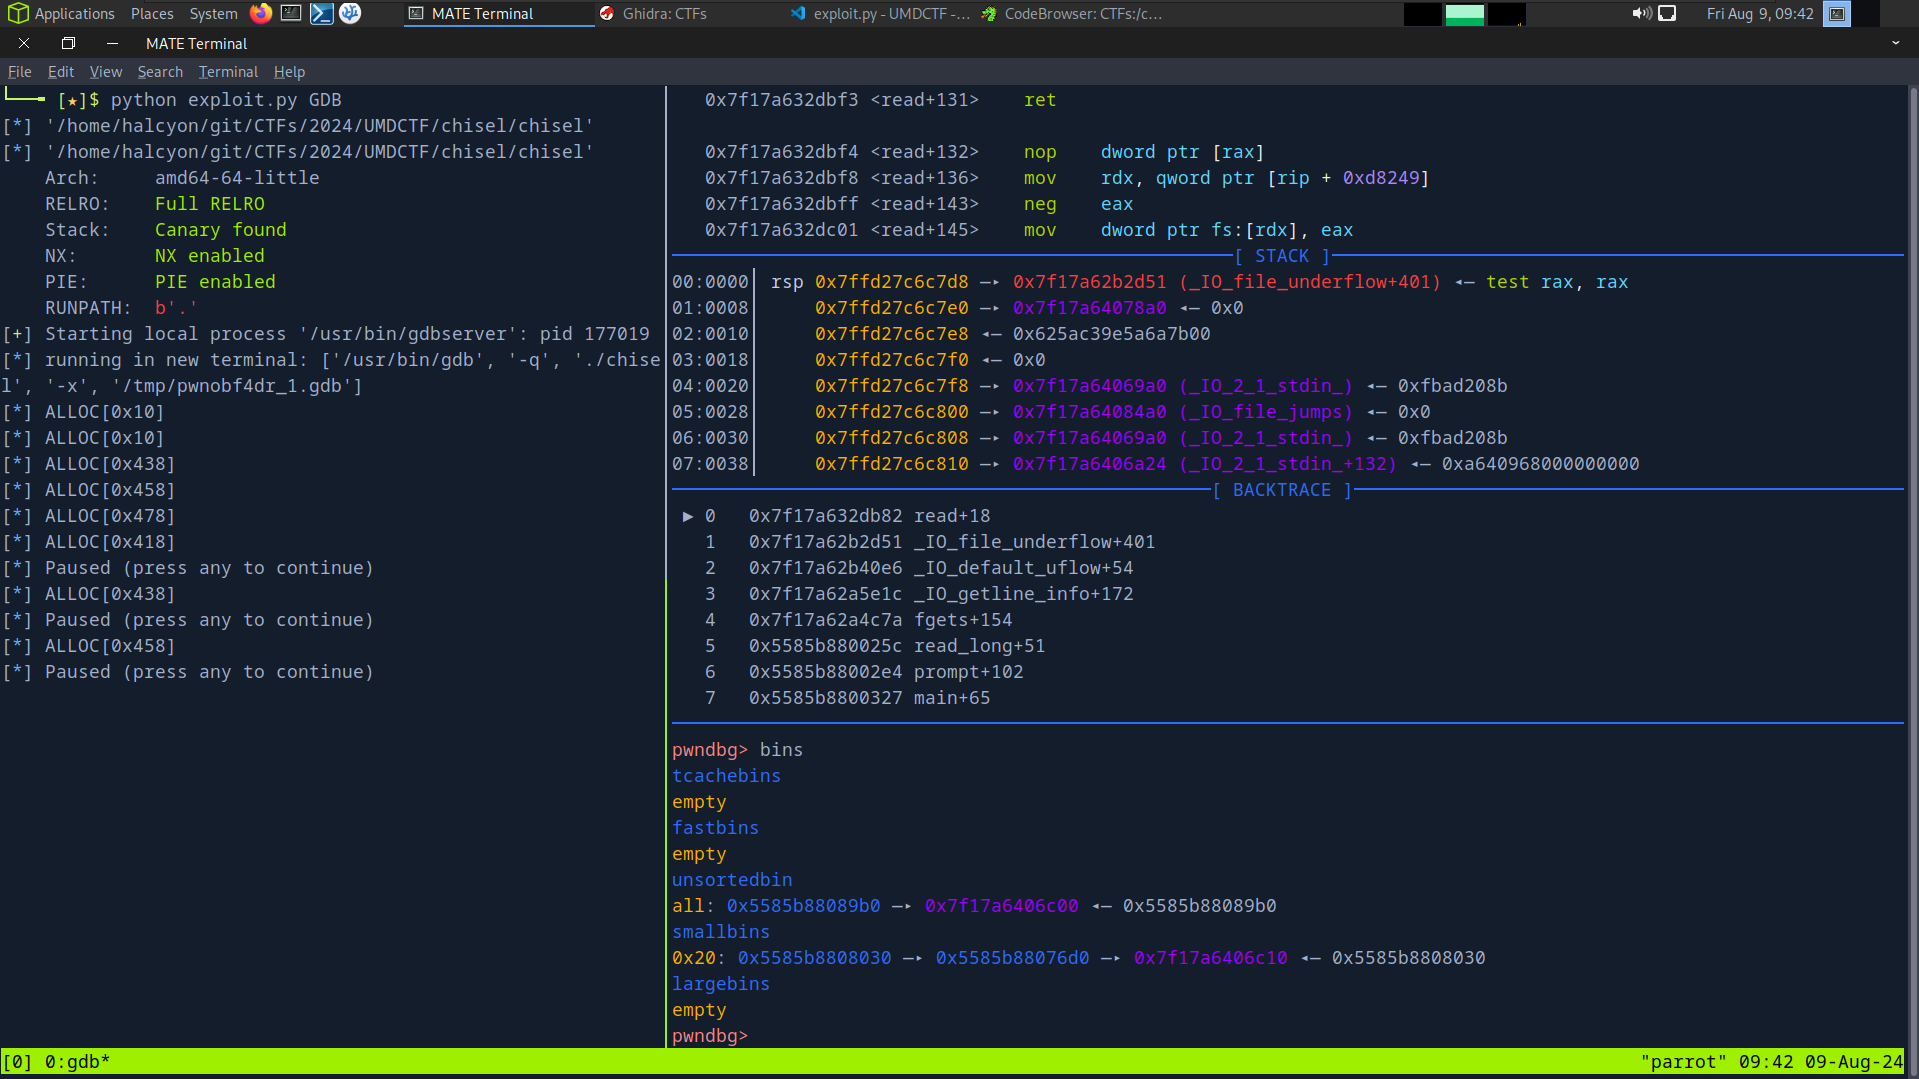 Applications Places System MATE Terminal Ghidra: CTFs exploit.py - UMDCTF -... CodeBrowser: CTFs:/c... Fri Aug 9, 09:42
MATE Terminal
File Edit View Search Terminal Help
[★]$ python exploit.py GDB
[*] '/home/halcyon/git/CTFs/2024/UMDCTF/chisel/chisel'
[*] '/home/halcyon/git/CTFs/2024/UMDCTF/chisel/chisel'
Arch: amd64-64-little
RELRO: Full RELRO
Stack: Canary found
NX: NX enabled
PIE: PIE enabled
RUNPATH: b'.'
[+] Starting local process '/usr/bin/gdbserver': pid 177019
[*] running in new terminal: ['/usr/bin/gdb', '-q', './chise
l', '-x', '/tmp/pwnobf4dr_1.gdb']
[*] ALLOC[0x10]
[*] ALLOC[0x10]
[*] ALLOC[0x438]
[*] ALLOC[0x458]
[*] ALLOC[0x478]
[*] ALLOC[0x418]
[*] Paused (press any to continue)
[*] ALLOC[0x438]
[*] Paused (press any to continue)
[*] ALLOC[0x458]
[*] Paused (press any to continue)
0x7f17a632dbf3 <read+131> ret
0x7f17a632dbf4 <read+132> nop dword ptr [rax]
0x7f17a632dbf8 <read+136> mov rdx, qword ptr [rip + 0xd8249]
0x7f17a632dbff <read+143> neg eax
0x7f17a632dc01 <read+145> mov dword ptr fs:[rdx], eax
[ STACK ]
00:0000│ rsp 0x7ffd27c6c7d8 —▸ 0x7f17a62b2d51 (_IO_file_underflow+401) ◂— test rax, rax
01:0008│ 0x7ffd27c6c7e0 —▸ 0x7f17a64078a0 ◂— 0x0
02:0010│ 0x7ffd27c6c7e8 ◂— 0x625ac39e5a6a7b00
03:0018│ 0x7ffd27c6c7f0 ◂— 0x0
04:0020│ 0x7ffd27c6c7f8 —▸ 0x7f17a64069a0 (_IO_2_1_stdin_) ◂— 0xfbad208b
05:0028│ 0x7ffd27c6c800 —▸ 0x7f17a64084a0 (_IO_file_jumps) ◂— 0x0
06:0030│ 0x7ffd27c6c808 —▸ 0x7f17a64069a0 (_IO_2_1_stdin_) ◂— 0xfbad208b
07:0038│ 0x7ffd27c6c810 —▸ 0x7f17a6406a24 (_IO_2_1_stdin_+132) ◂— 0xa640968000000000
[ BACKTRACE ]
► 0 0x7f17a632db82 read+18
1 0x7f17a62b2d51 _IO_file_underflow+401
2 0x7f17a62b40e6 _IO_default_uflow+54
3 0x7f17a62a5e1c _IO_getline_info+172
4 0x7f17a62a4c7a fgets+154
5 0x5585b880025c read_long+51
6 0x5585b88002e4 prompt+102
7 0x5585b8800327 main+65
pwndbg> bins
tcachebins
empty
fastbins
empty
unsortedbin
all: 0x5585b88089b0 —▸ 0x7f17a6406c00 ◂— 0x5585b88089b0
smallbins
0x20: 0x5585b8808030 —▸ 0x5585b88076d0 —▸ 0x7f17a6406c10 ◂— 0x5585b8808030
largebins
empty
pwndbg>
[0] 0:gdb* "parrot" 09:42 09-Aug-24